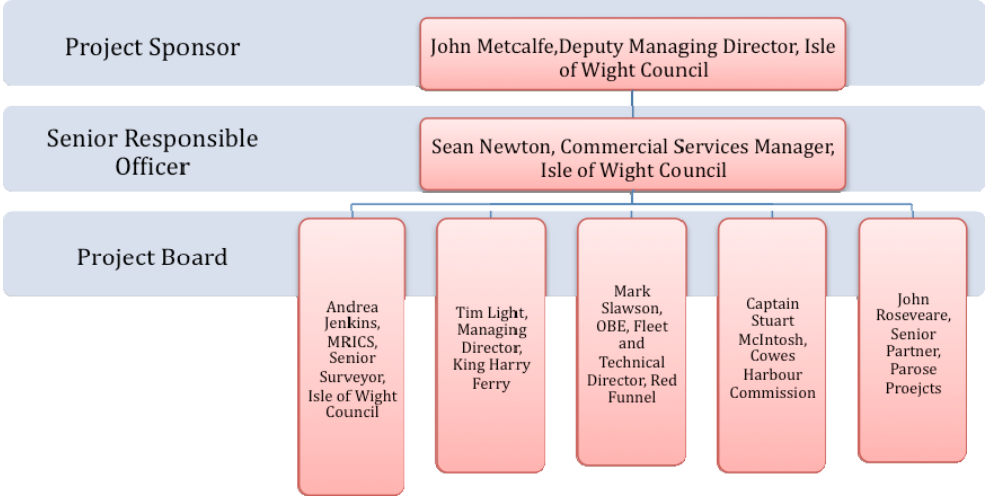 Project Sponsor
John Metcalfe,Deputy Managing Director, Isle
of Wight Council
Senior Responsible
Officer
Sean Newton, Commercial Services Manager,
Isle of Wight Council
Project Board
Andrea
Jenkins,
MRICS,
Senior
Surveyor,
Isle of Wight
Council
Tim Light,
Managing
Director,
King Harry
Ferry
Mark
Slawson,
OBE, Fleet
and
Technical
Director, Red
Funnel
Captain
Stuart
McIntosh,
Cowes
Harbour
Commission
John
Roseveare,
Senior
Partner,
Parose
Proejcts